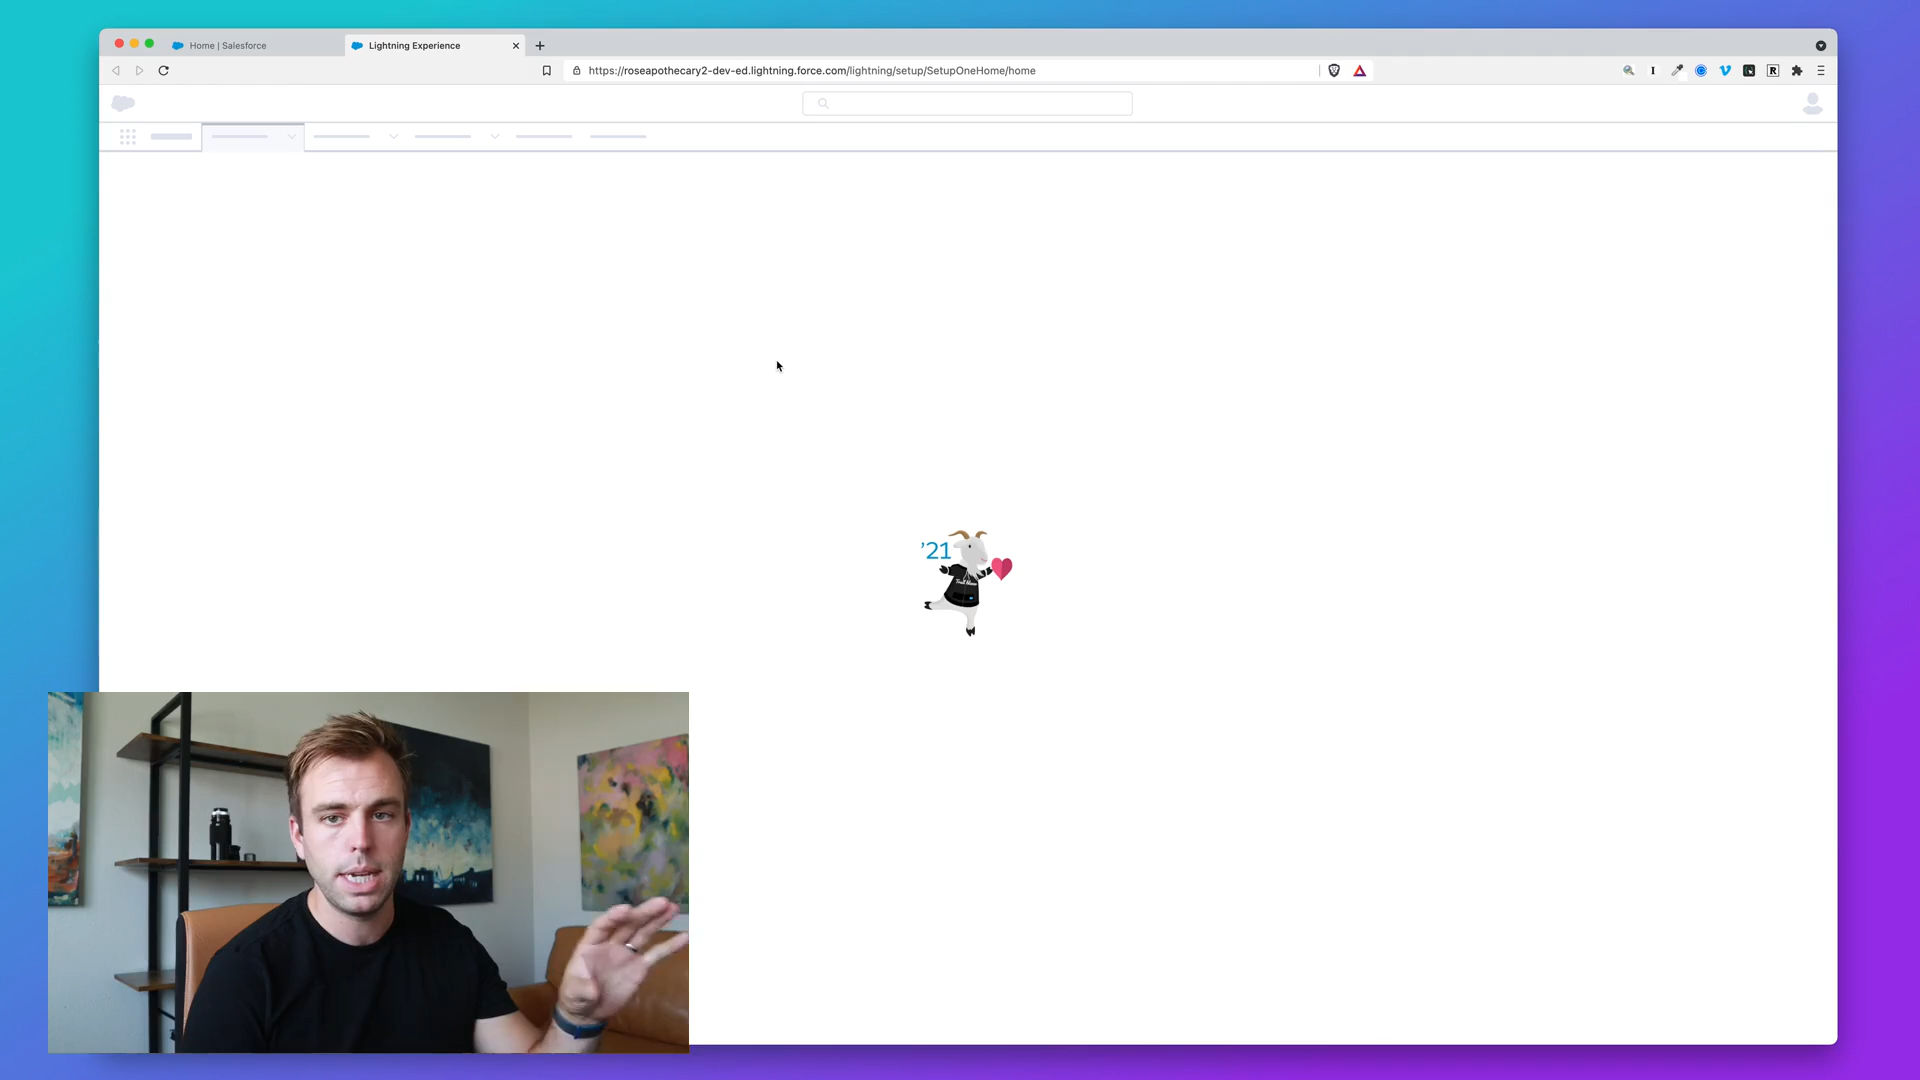 Home | Salesforce
Lightning Experience
https://roseapothecary2-dev-ed.lightning.force.com/lightning/setup/SetupOneHome/home
'21